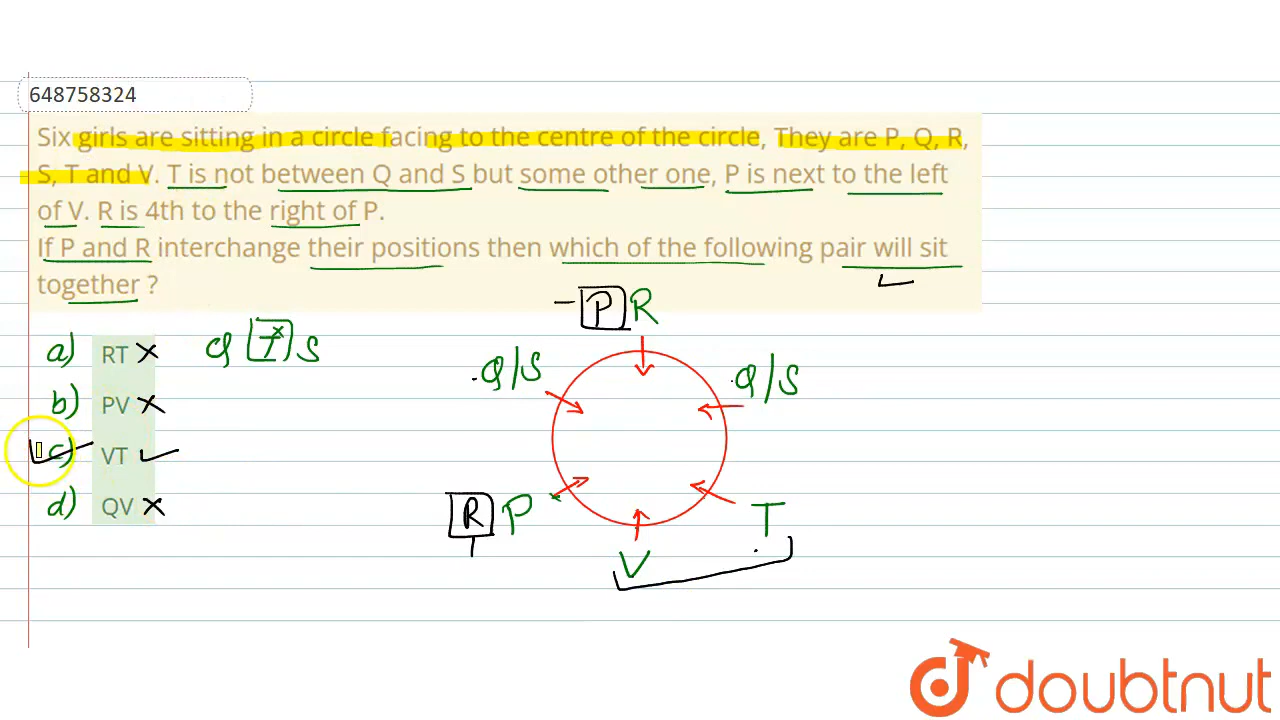 648758324
Six girls are sitting in a circle facing to the centre of the circle, They are P, Q, R,
S, T and V. T is not between Q and S but some other one, P is next to the left
of V. R is 4th to the right of P.
If P and R interchange their positions then which of the following pair will sit
together ?
P R
a) RT
Q T S
Q/S
Q/S
b) PV
c) VT
d) QV
R P
T
V
doubtnut